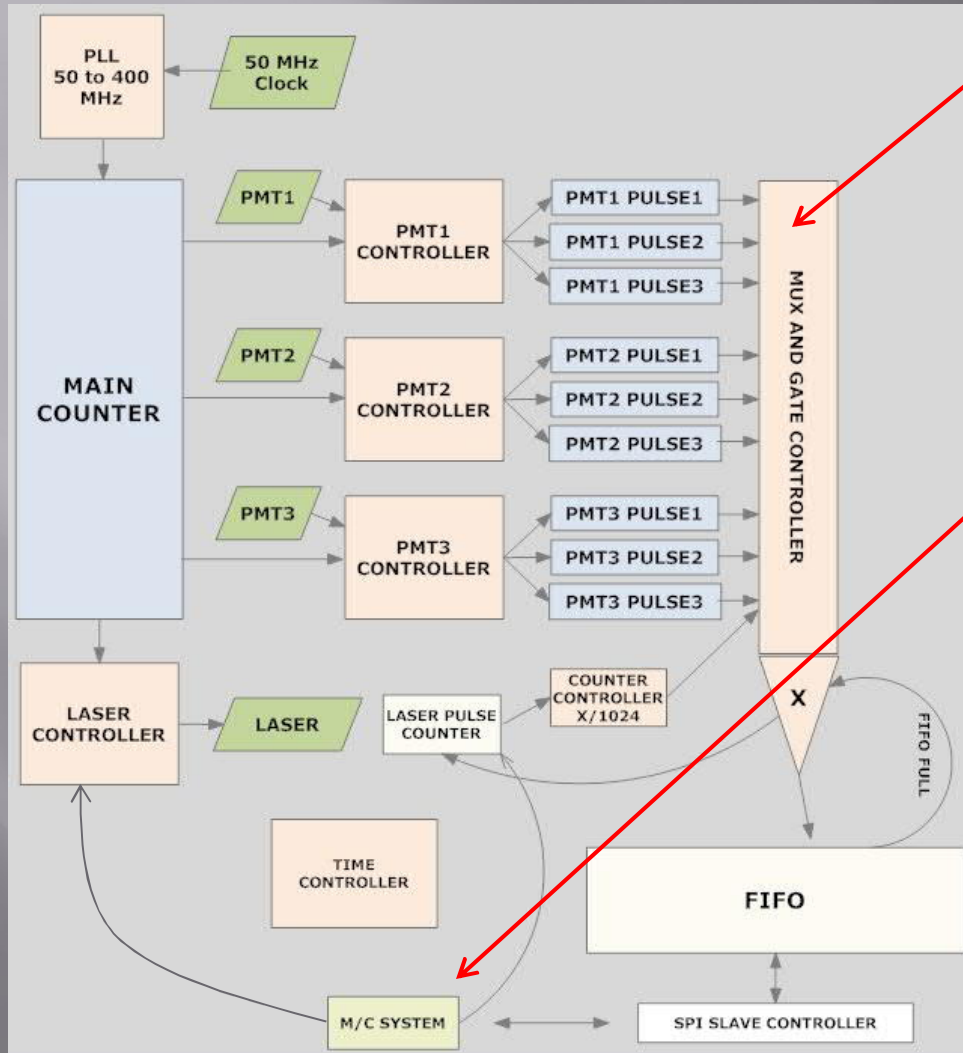 PLL
50 to 400
MHz
50 MHz
Clock
MAIN
COUNTER
PMT1
PMT1
CONTROLLER
PMT1 PULSE1
PMT1 PULSE2
PMT1 PULSE3
PMT2
PMT2
CONTROLLER
PMT2 PULSE1
PMT2 PULSE2
PMT2 PULSE3
PMT3
PMT3
CONTROLLER
PMT3 PULSE1
PMT3 PULSE2
PMT3 PULSE3
MUX AND GATE CONTROLLER
LASER
CONTROLLER
LASER
LASER PULSE
COUNTER
COUNTER
CONTROLLER
X/1024
X
FIFO FULL
TIME
CONTROLLER
FIFO
M/C SYSTEM
SPI SLAVE CONTROLLER